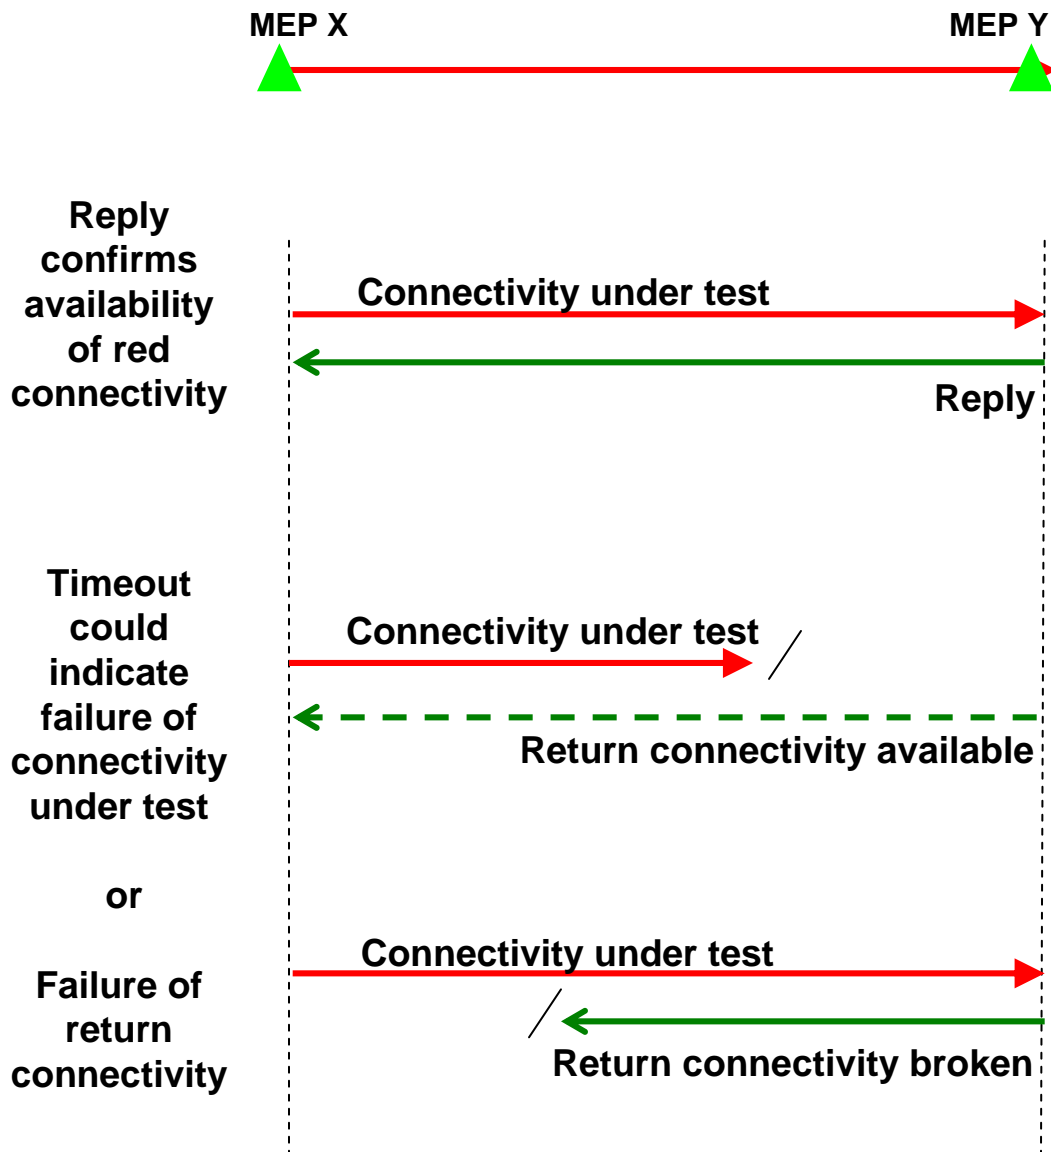 MEP X
MEP Y
Reply
confirms
availability
of red
connectivity
Connectivity under test
Reply
Timeout
could
indicate
failure of
connectivity
under test
Connectivity under test
Return connectivity available
or
Failure of
return
connectivity
Connectivity under test
Return connectivity broken